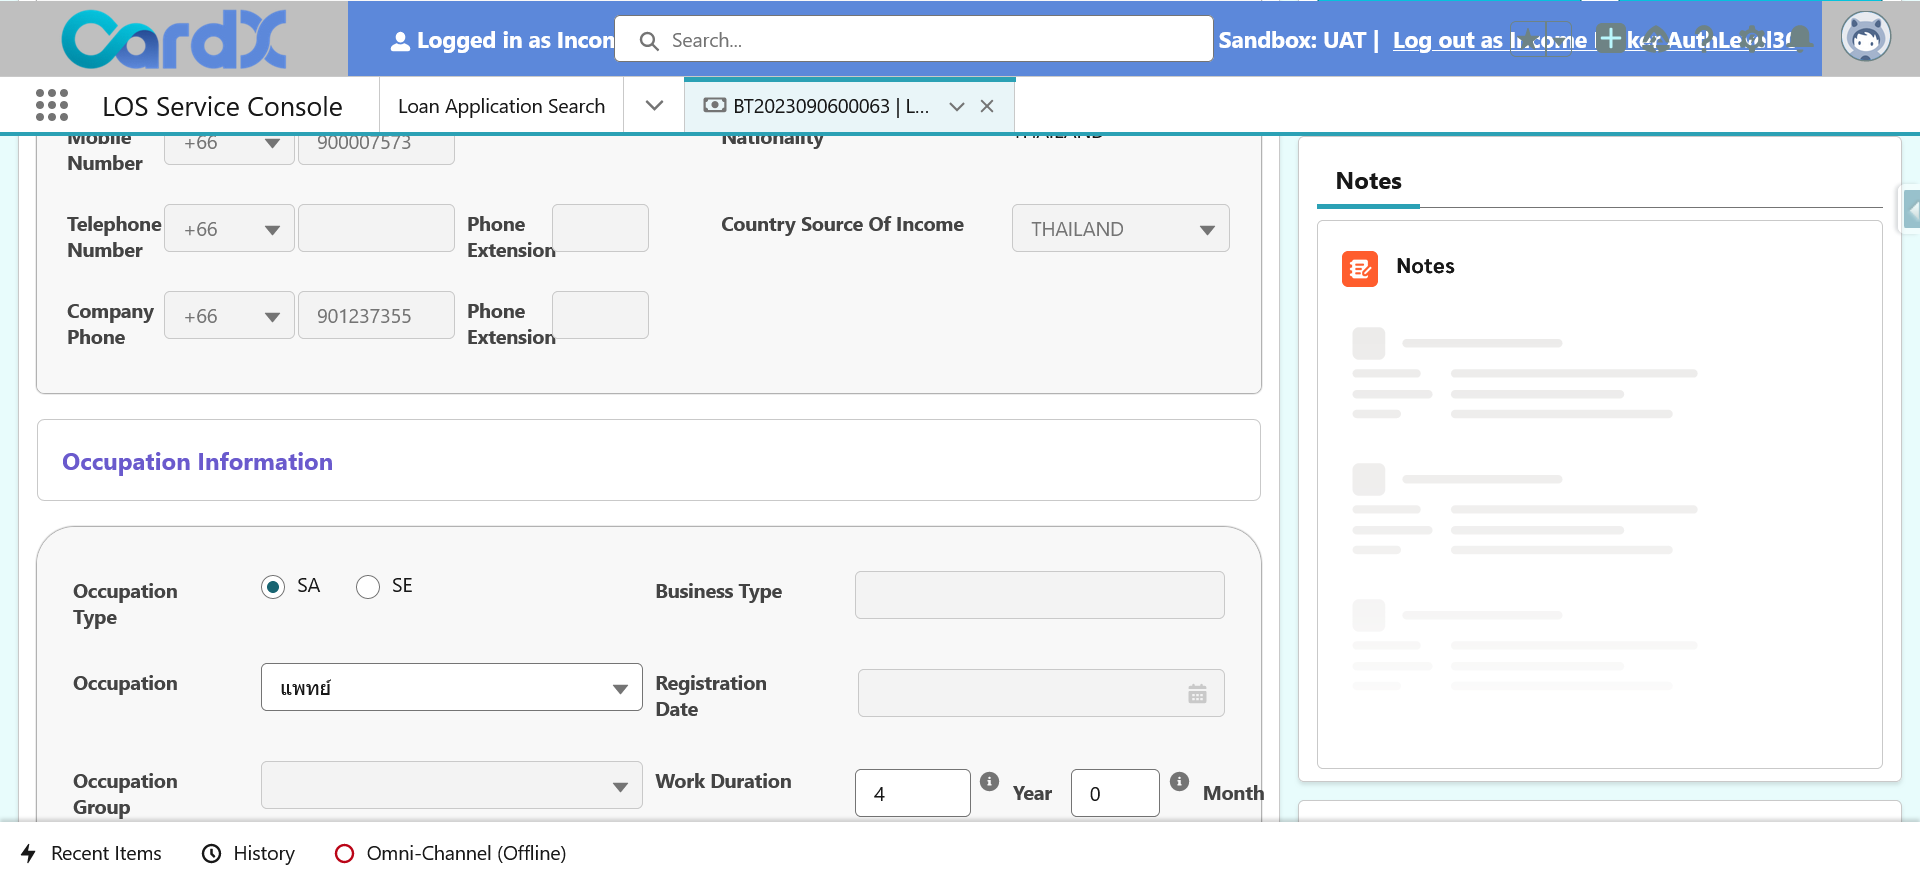 CardX
Logged in as Incom
Search...
Sandbox: UAT |
Log out as Income
ker AuthLevel3
LOS Service Console
Loan Application Search
BT2023090600063 | L...
Mobile
Number
+66
900007573
Nationality
THAILAND
Telephone
Number
+66
Phone
Extension
Country Source Of Income
THAILAND
Company
Phone
+66
901237355
Phone
Extension
Occupation Information
Occupation
Type
SA
SE
Business Type
Occupation
แพทย์
Registration
Date
Occupation
Group
Work Duration
4
Year
0
Month
Notes
Notes
Recent Items
History
Omni-Channel (Offline)